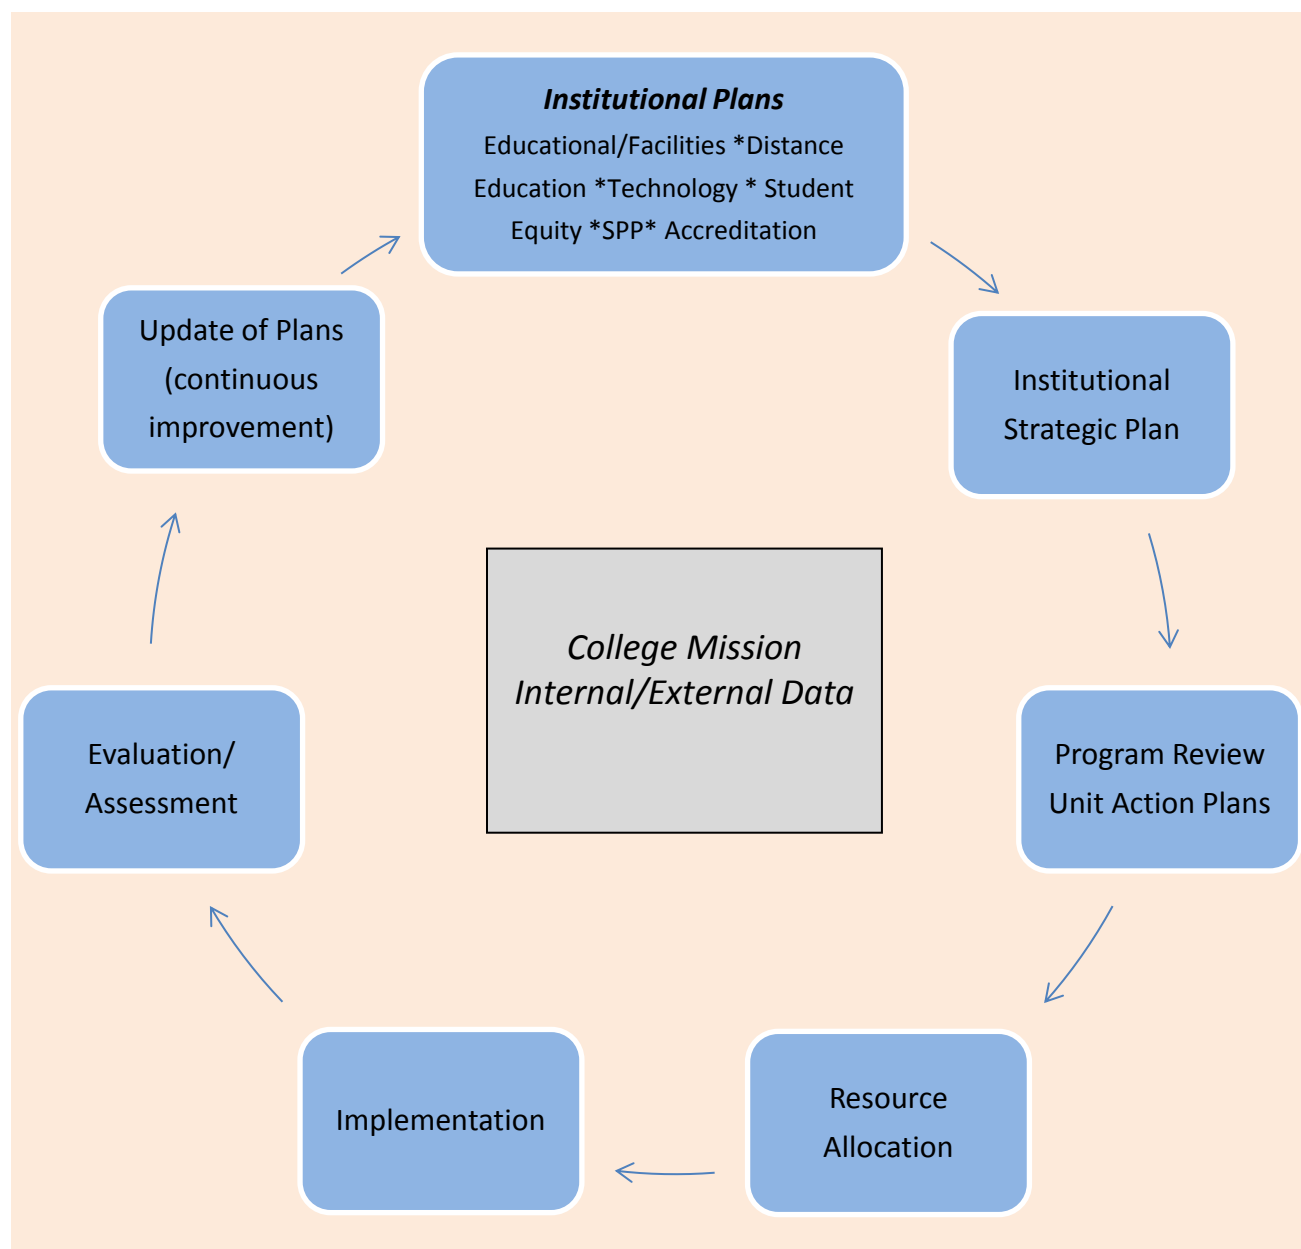 Institutional Plans
Educational/Facilities *Distance
Education *Technology * Student
Equity *SPP* Accreditation
Update of Plans
(continuous
improvement)
Institutional
Strategic Plan
College Mission
Internal/External Data
Evaluation/
Assessment
Program Review
Unit Action Plans
Implementation
Resource
Allocation